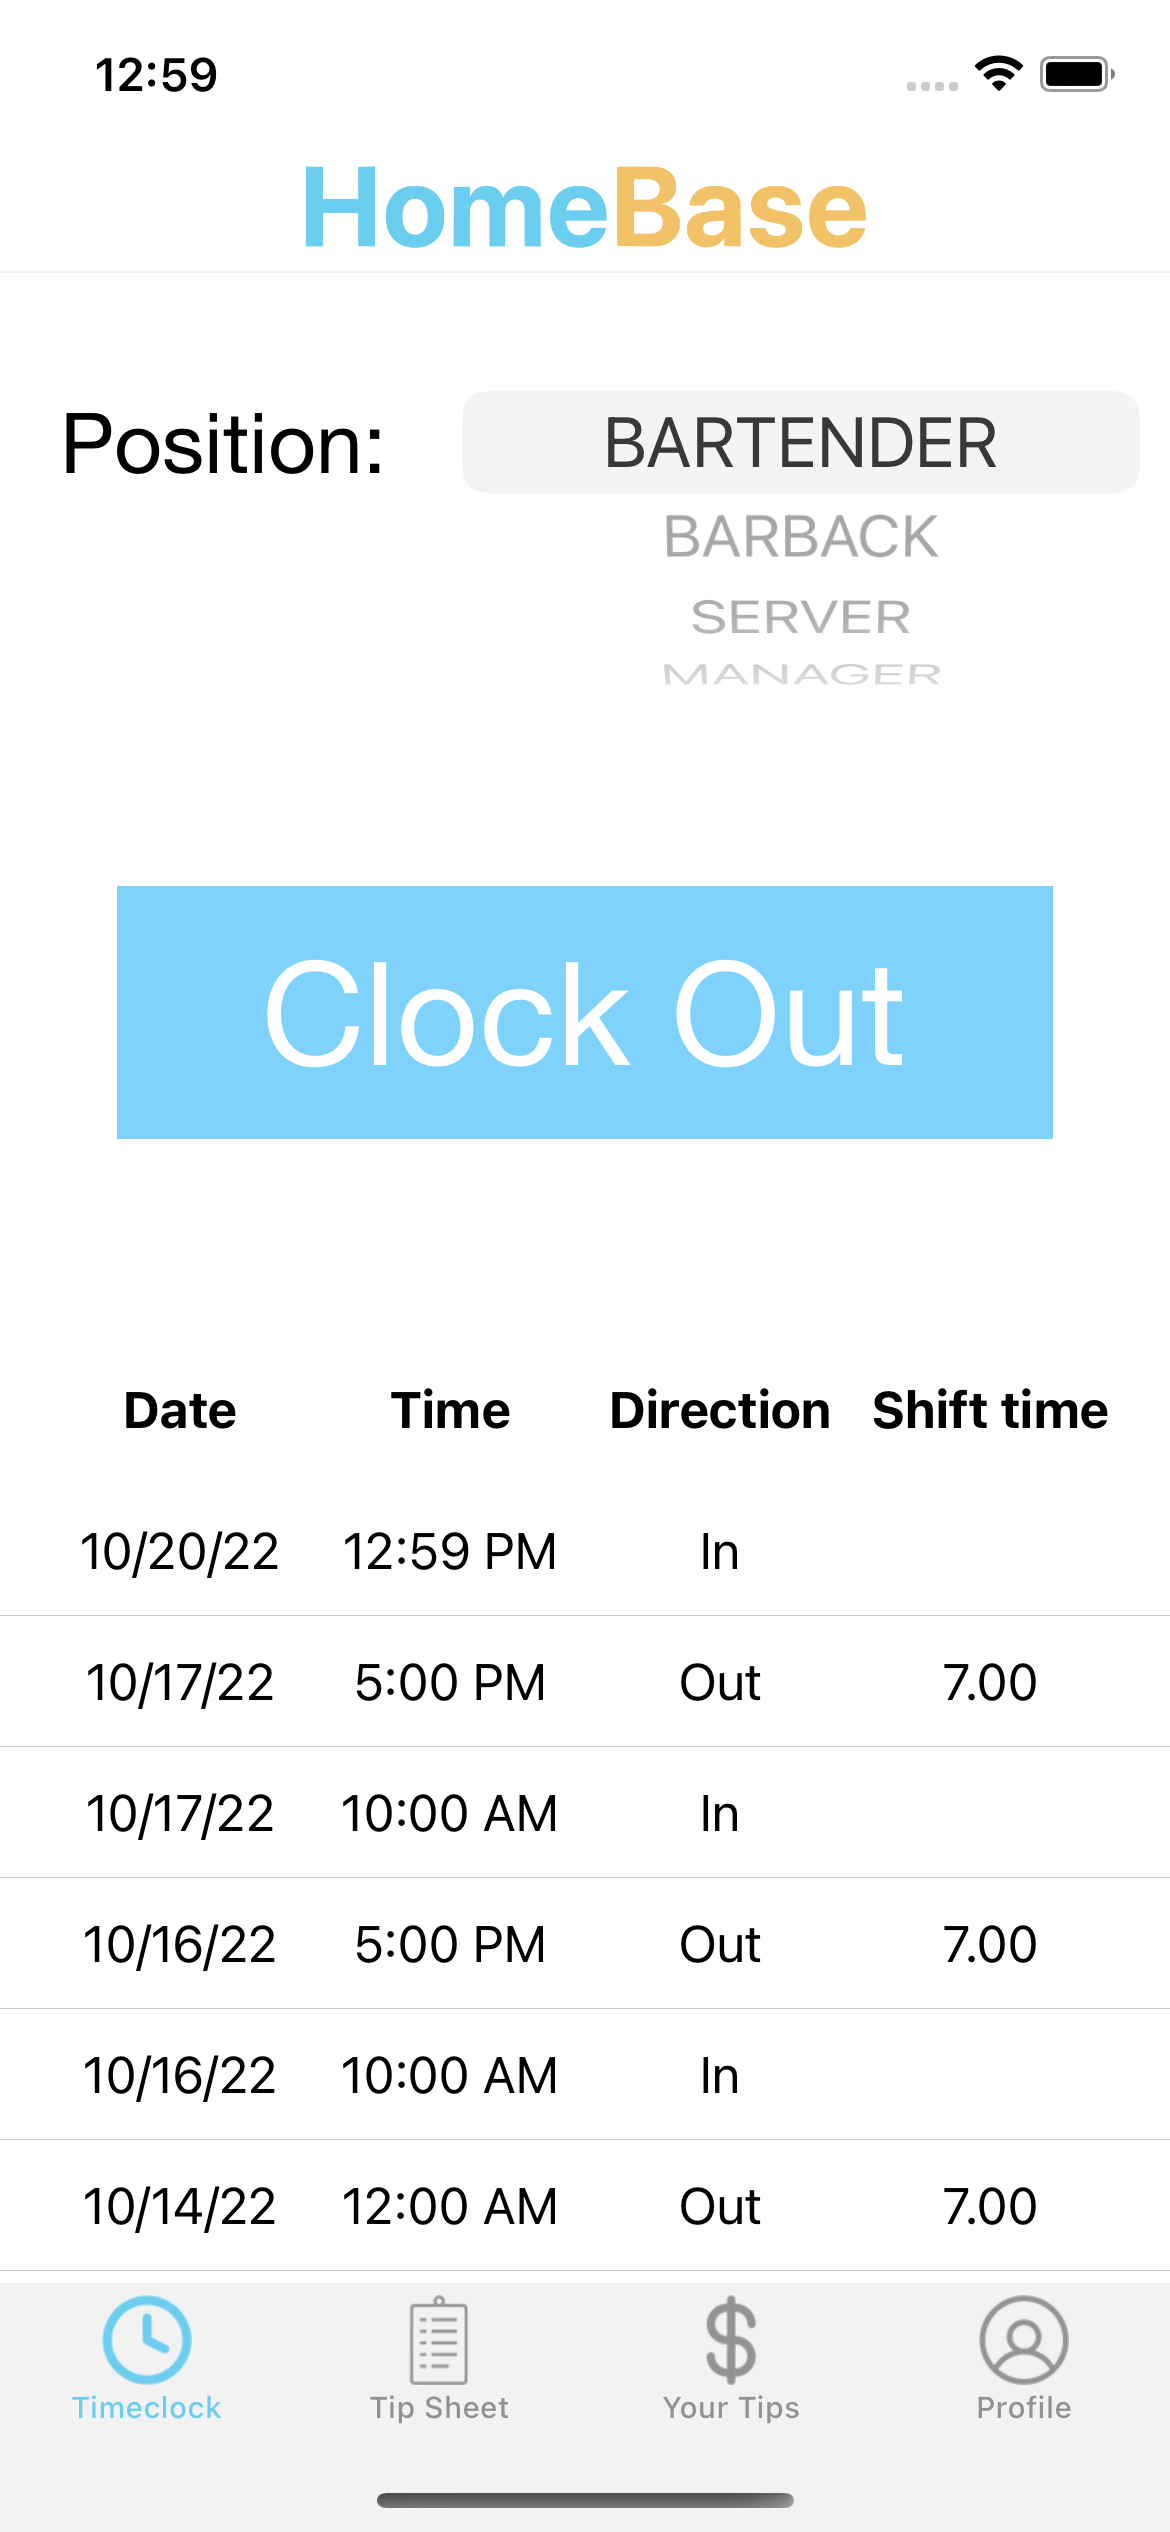 12:59
HomeBase
Position: BARTENDER
BARBACK
SERVER
MANAGER
Clock Out
Date Time Direction Shift time
10/20/22 12:59 PM In
10/17/22 5:00 PM Out 7.00
10/17/22 10:00 AM In
10/16/22 5:00 PM Out 7.00
10/16/22 10:00 AM In
10/14/22 12:00 AM Out 7.00
Timeclock Tip Sheet Your Tips Profile